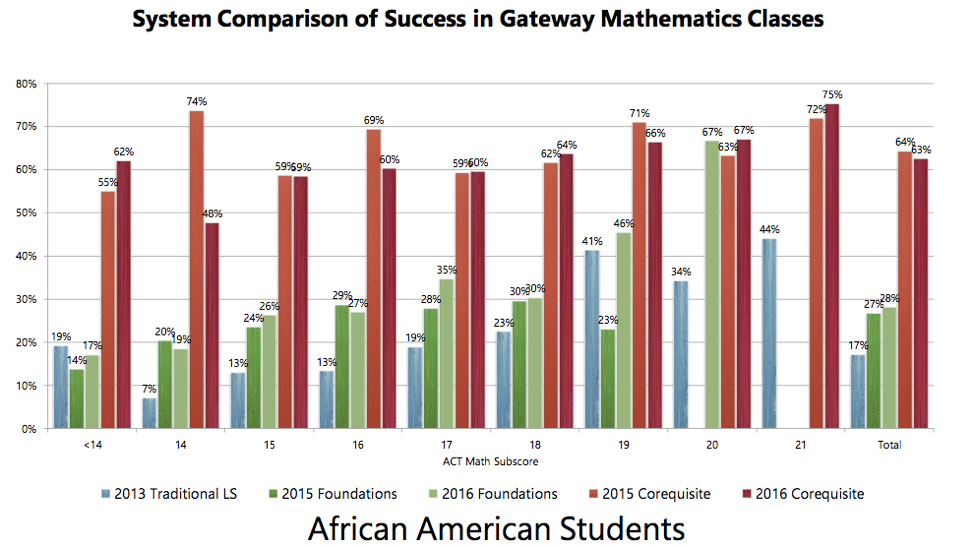 System Comparison of Success in Gateway Mathematics Classes
80%
70%
60%
50%
40%
30%
20%
10%
0%
19% 14% 17% 55% 62%
7% 20% 19% 74% 48%
13% 24% 26% 59% 59%
13% 29% 27% 69% 60%
19% 28% 35% 59% 60%
23% 30% 30% 62% 64%
41% 23% 46% 71% 66%
34% 67% 63% 67%
44% 72% 75%
17% 27% 28% 64% 63%
<14 14 15 16 17 18 19 20 21 Total
ACT Math Subscore
2013 Traditional LS 2015 Foundations 2016 Foundations 2015 Corequisite 2016 Corequisite
African American Students